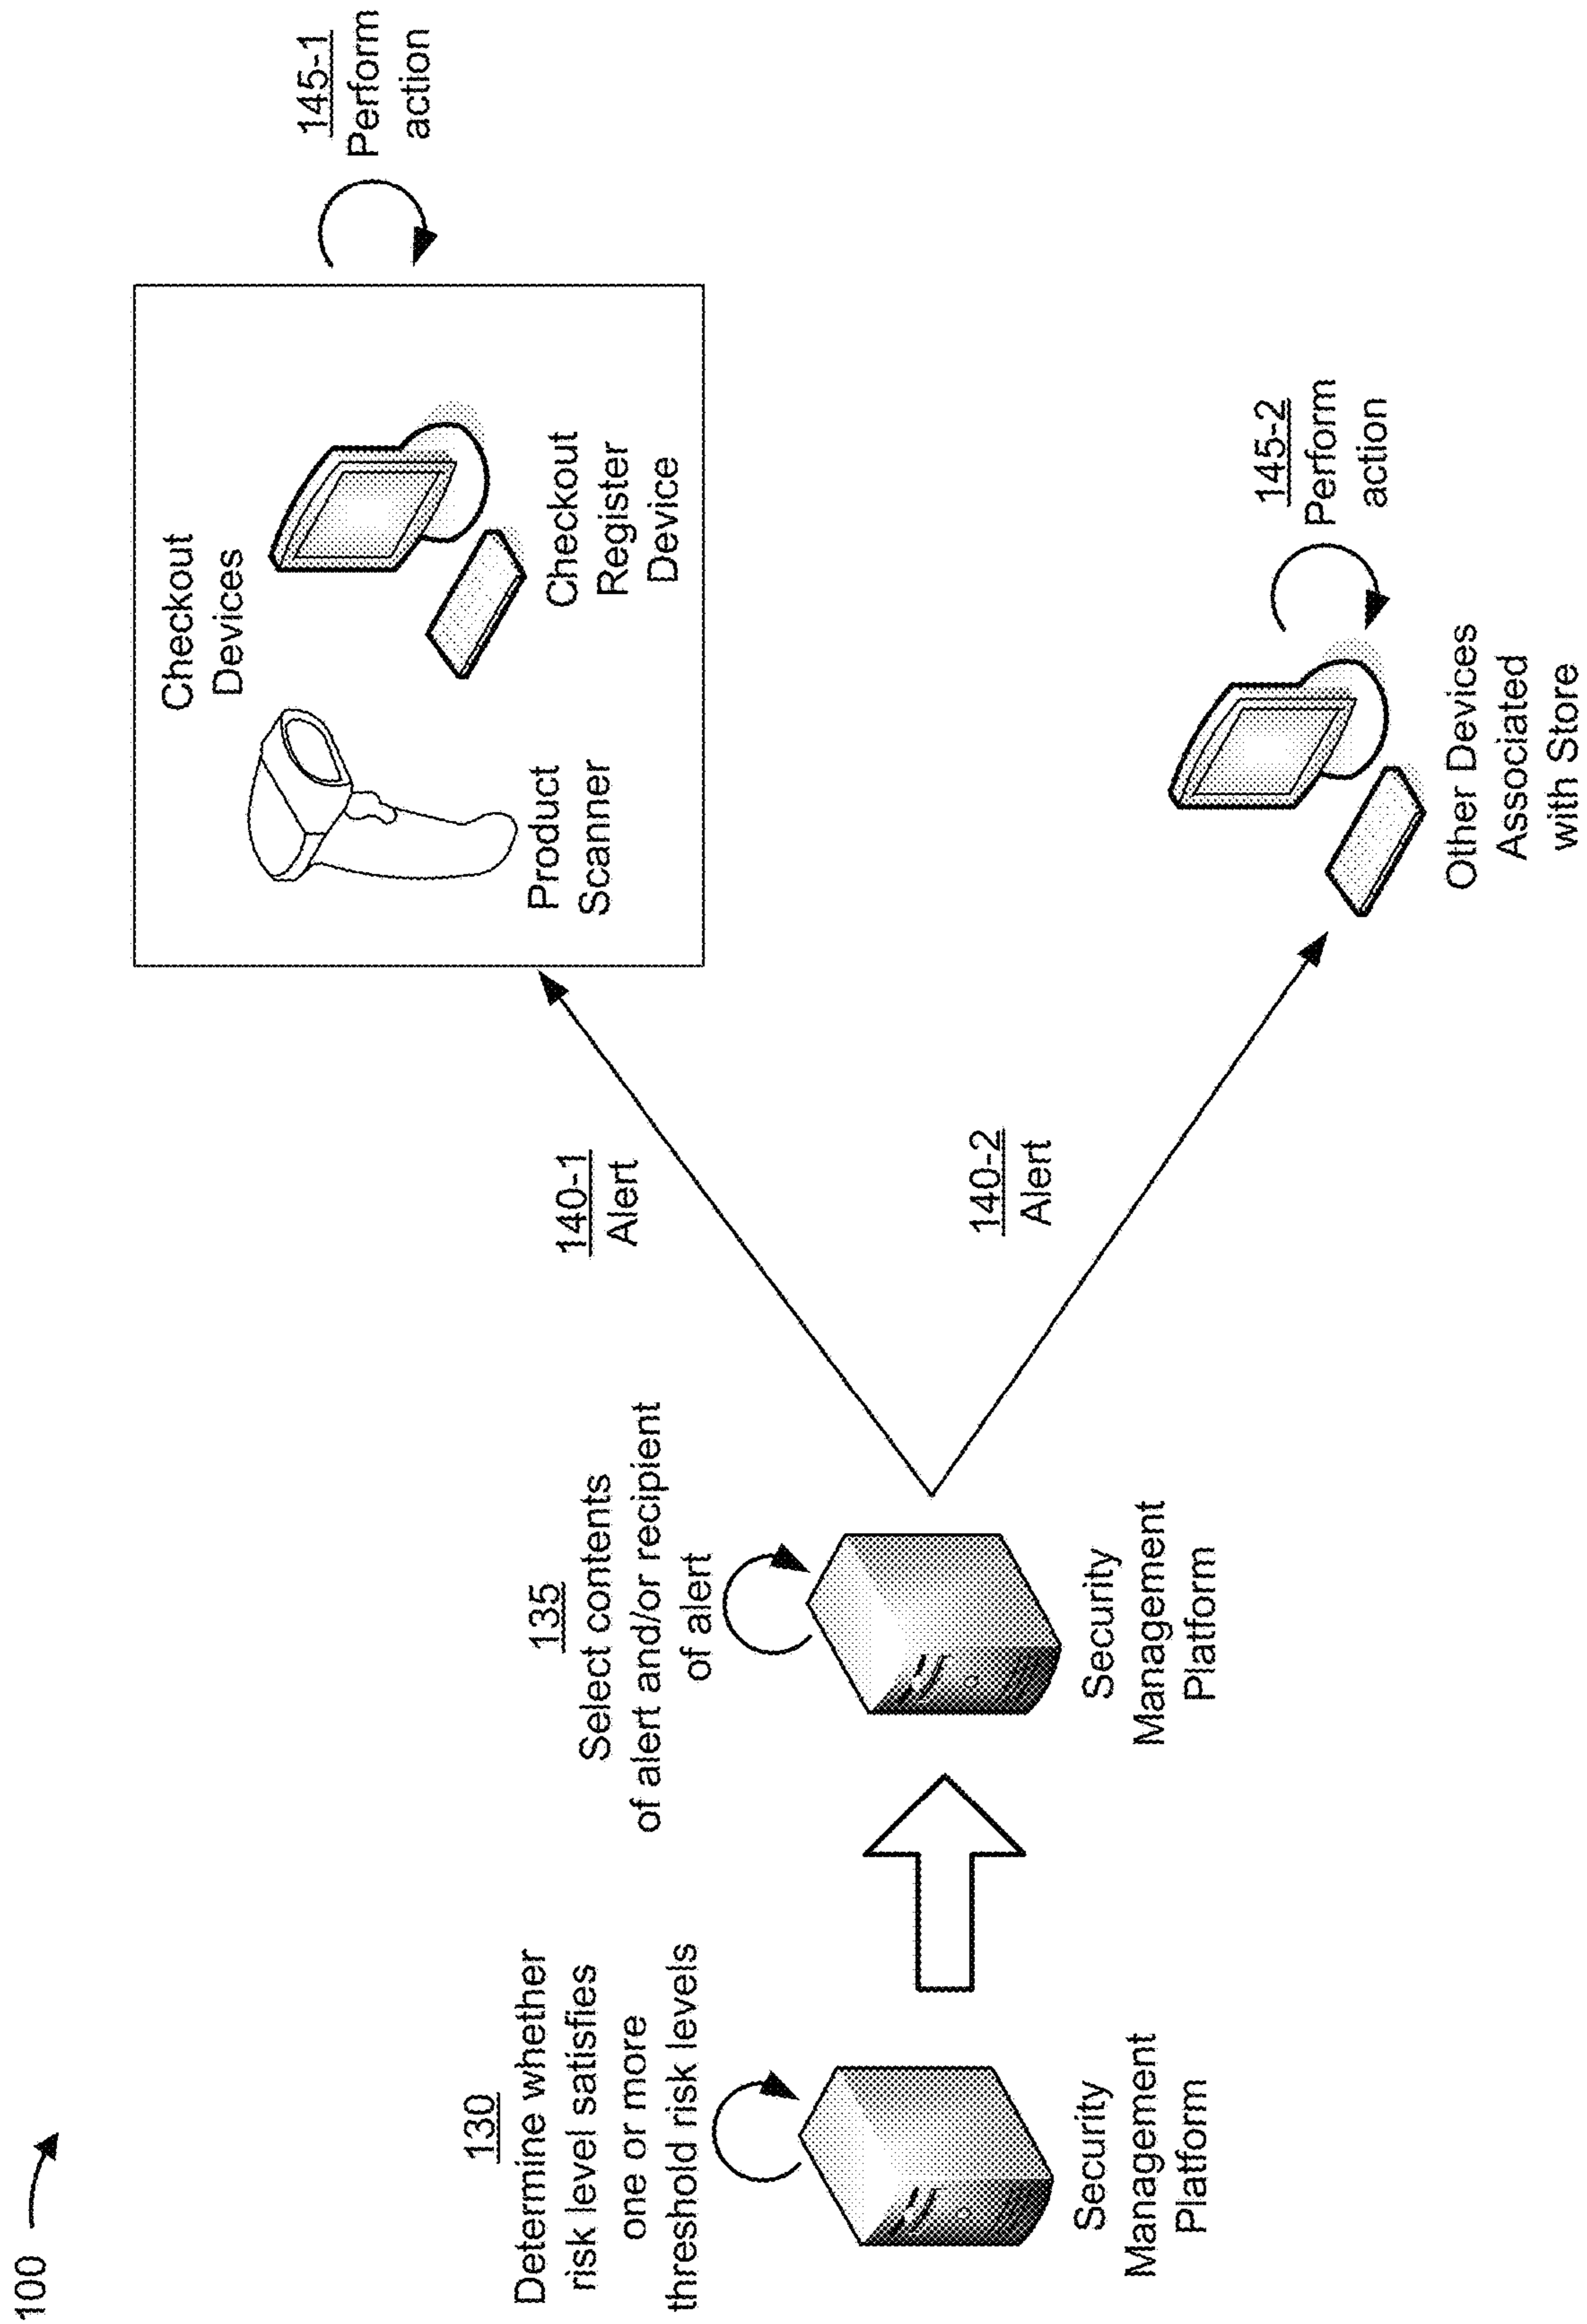 100
130
Determine whether
risk level satisfies
one or more
threshold risk levels
Security
Management
Platform
135
Select contents
of alert and/or recipient
of alert
Security
Management
Platform
140-1
Alert
140-2
Alert
Checkout
Devices
Product
Scanner
Checkout
Register
Device
145-1
Perform
action
Other Devices
Associated
with Store
145-2
Perform
action